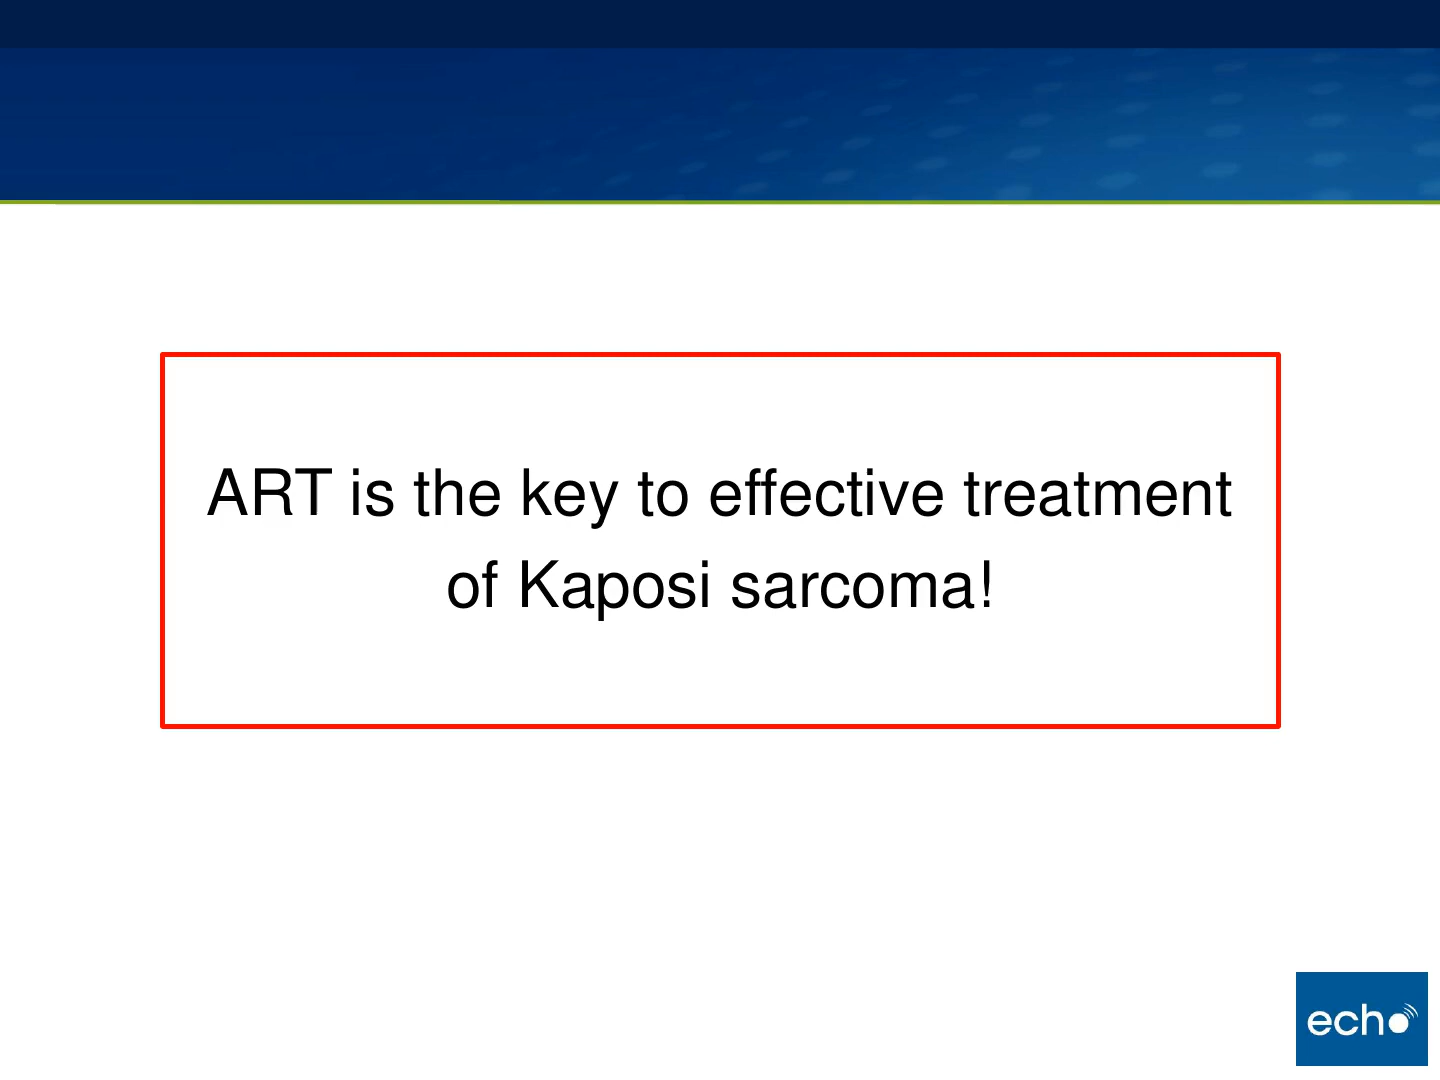 ART is the key to effective treatment
of Kaposi sarcoma!
echo